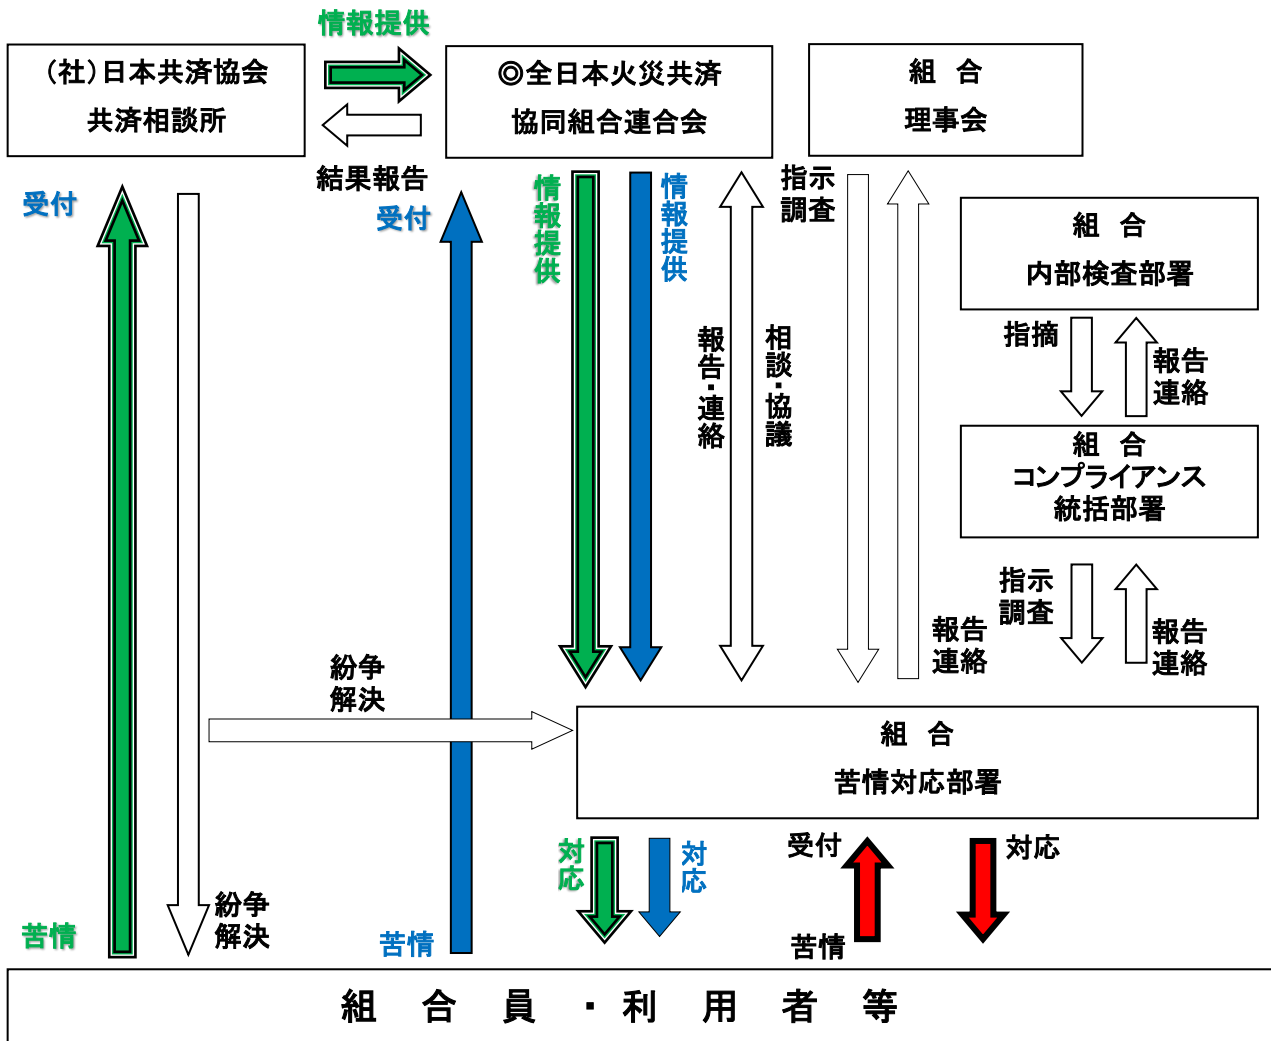 情報提供
(社)日本共済協会
共済相談所
◎全日本火災共済
協同組合連合会
組 合
理事会
結果報告
受付
受付
情報提供
情報提供
指示
調査
組 合
内部検査部署
指摘
報告
連絡
報告・連絡
相談・協議
組 合
コンプライアンス
統括部署
指示
調査
報告
連絡
報告
連絡
紛争
解決
組 合
苦情対応部署
対応
対応
受付
対応
紛争
解決
苦情
苦情
苦情
組 合 員 ・ 利 用 者 等